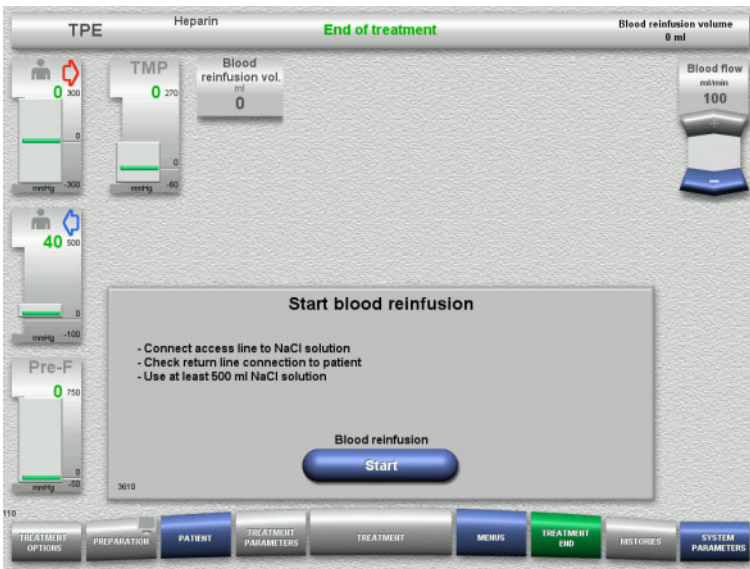 TPE
Heparin
End of treatment
Blood reinfusion volume
0 ml
0
300
0
-300
mmHg
TMP
0
270
0
-60
mmHg
Blood
reinfusion vol.
ml
0
Blood flow
ml/min
100
40
500
0
-100
mmHg
Pre-F
0
750
0
-50
mmHg
Start blood reinfusion
- Connect access line to NaCl solution
- Check return line connection to patient
- Use at least 500 ml NaCl solution
Blood reinfusion
Start
3610
110
TREATMENT
OPTIONS
PREPARATION
PATIENT
TREATMENT
PARAMETERS
TREATMENT
MENUS
TREATMENT
END
HISTORIES
SYSTEM
PARAMETERS